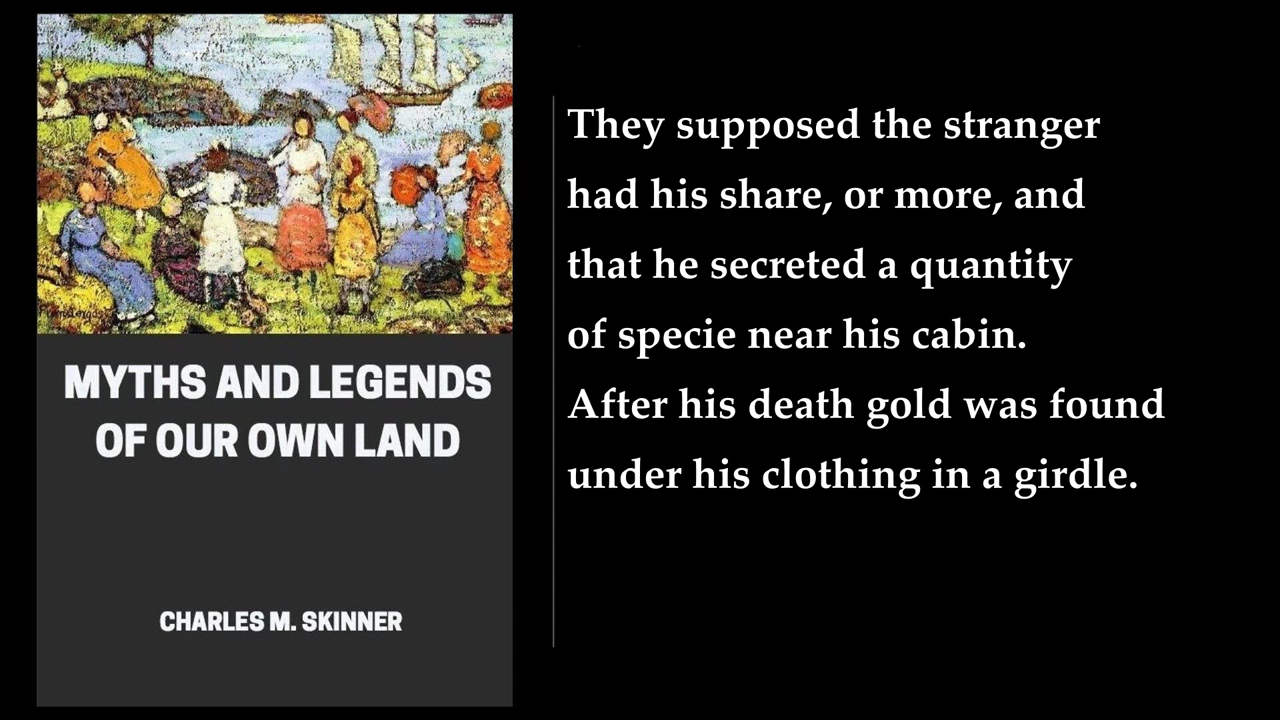 MYTHS AND LEGENDS
OF OUR OWN LAND
CHARLES M. SKINNER
They supposed the stranger
had his share, or more, and
that he secreted a quantity
of specie near his cabin.
After his death gold was found
under his clothing in a girdle.